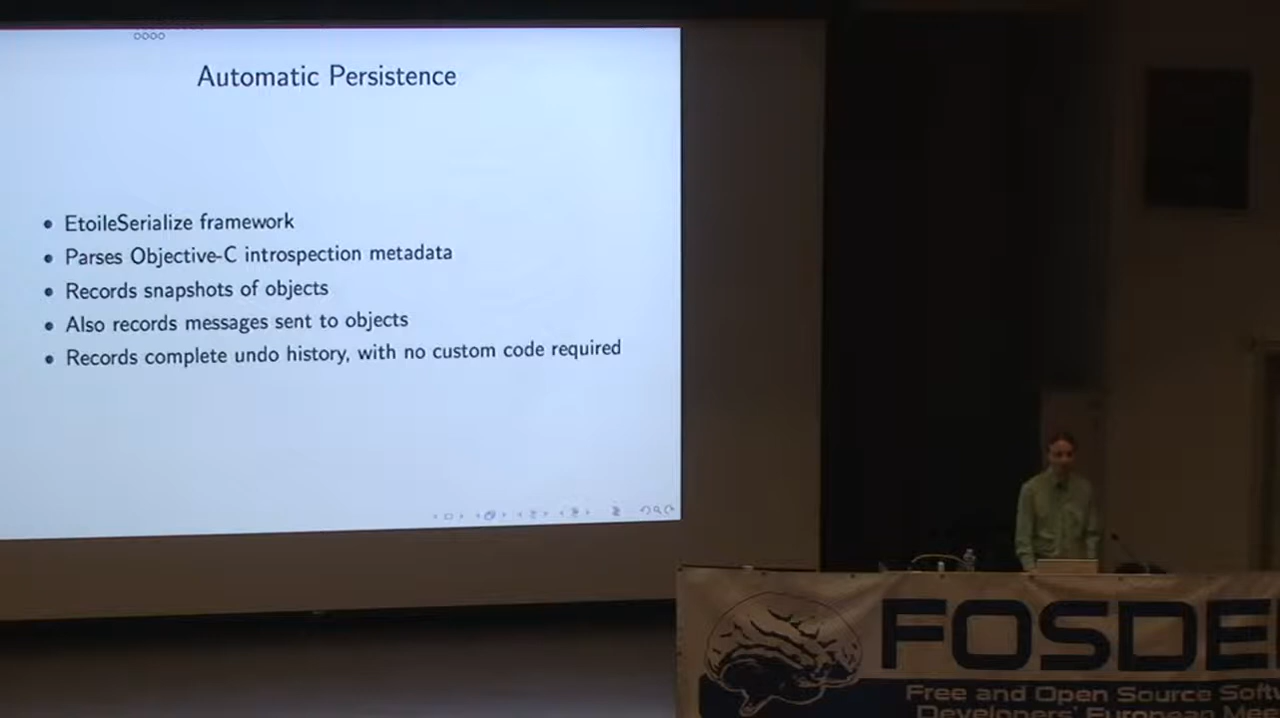 Automatic Persistence
• EtoileSerialize framework
• Parses Objective-C introspection metadata
• Records snapshots of objects
• Also records messages sent to objects
• Records complete undo history, with no custom code required
FOSDE
Free and Open Source Softw
Developers' European Mee